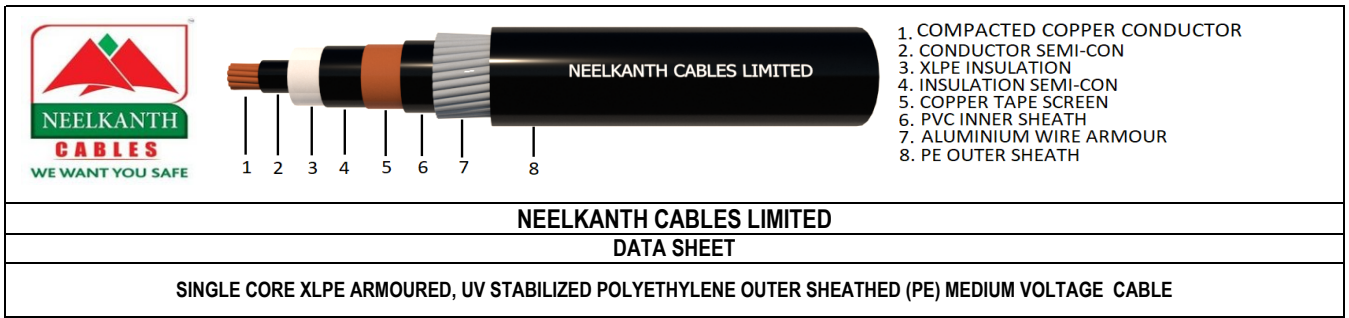 NEELKANTH
CABLES
WE WANT YOU SAFE
TM
NEELKANTH CABLES LIMITED
1 2 3 4 5 6 7 8
1. COMPACTED COPPER CONDUCTOR
2. CONDUCTOR SEMI-CON
3. XLPE INSULATION
4. INSULATION SEMI-CON
5. COPPER TAPE SCREEN
6. PVC INNER SHEATH
7. ALUMINIUM WIRE ARMOUR
8. PE OUTER SHEATH
NEELKANTH CABLES LIMITED
DATA SHEET
SINGLE CORE XLPE ARMOURED, UV STABILIZED POLYETHYLENE OUTER SHEATHED (PE) MEDIUM VOLTAGE CABLE